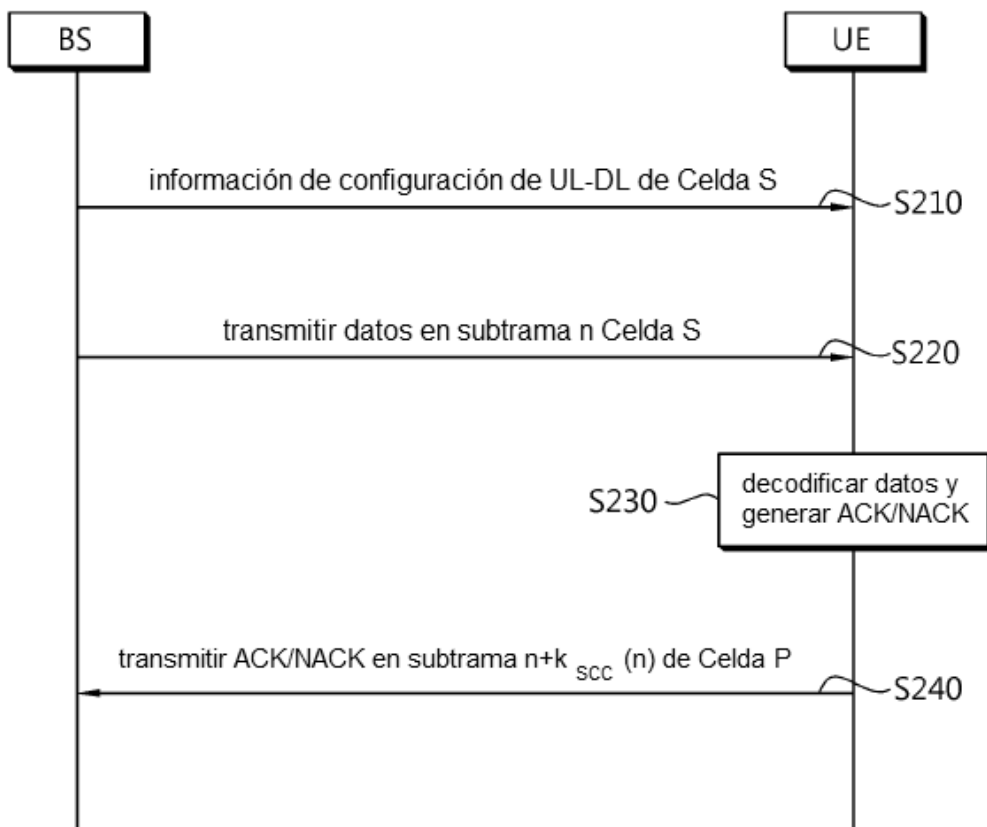 BS
UE
información de configuración de UL-DL de Celda S
S210
transmitir datos en subtrama n Celda S
S220
S230
decodificar datos y
generar ACK/NACK
transmitir ACK/NACK en subtrama n+k scc (n) de Celda P
S240